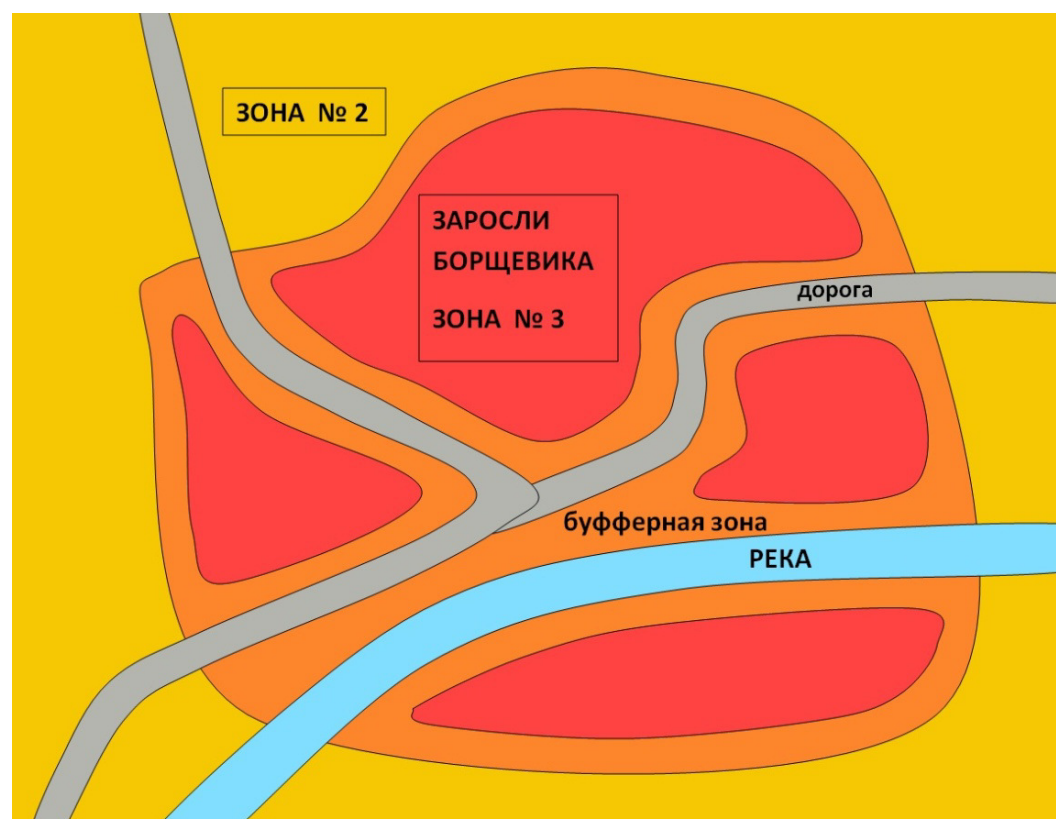 ЗОНА № 2
ЗАРОСЛИ
БОРЩЕВИКА
ЗОНА № 3
дорога
буфферная зона
РЕКА